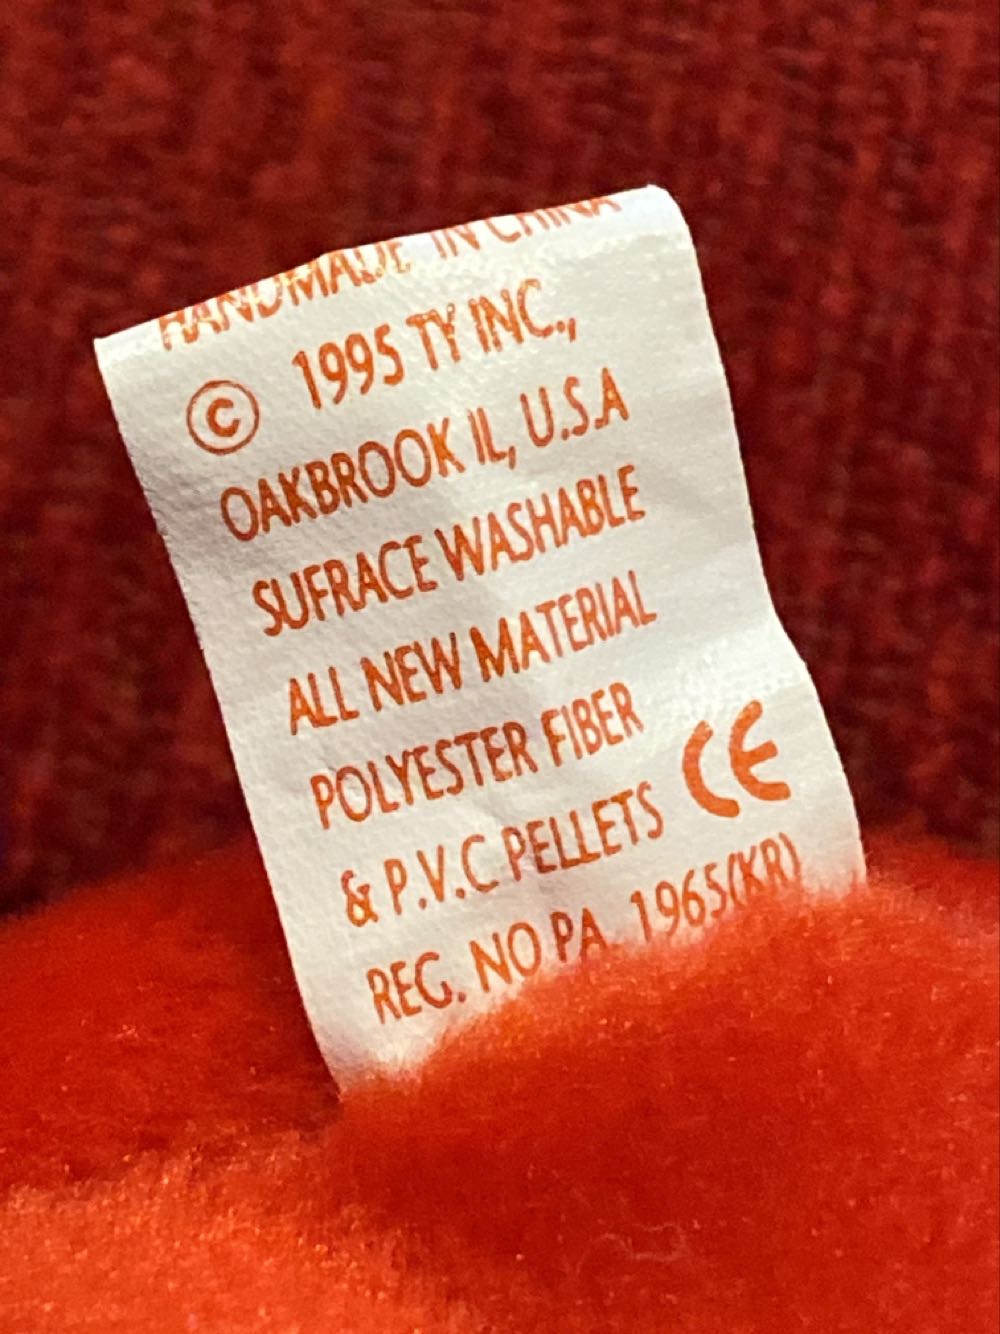 HANDMADE IN CHINA
© 1995 TY INC.,
OAKBROOK IL, U.S.A
SUFRACE WASHABLE
ALL NEW MATERIAL
POLYESTER FIBER
& P.V.C PELLETS CE
REG. NO PA. 1965(KR)